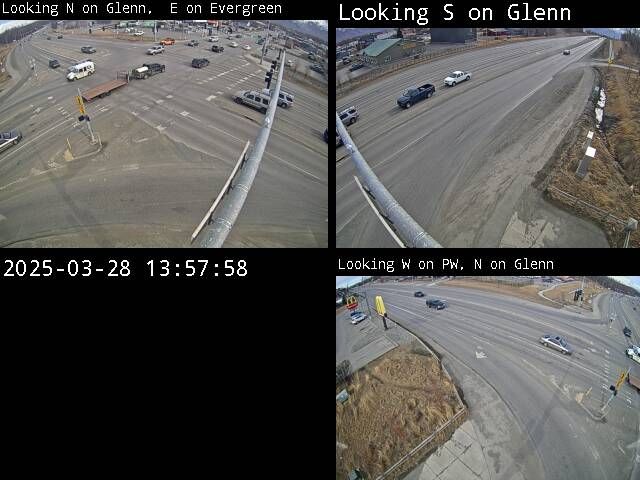 Looking N on Glenn,  E on Evergreen
Looking S on Glenn
2025-03-28 13:57:58
Looking W on PW, N on Glenn